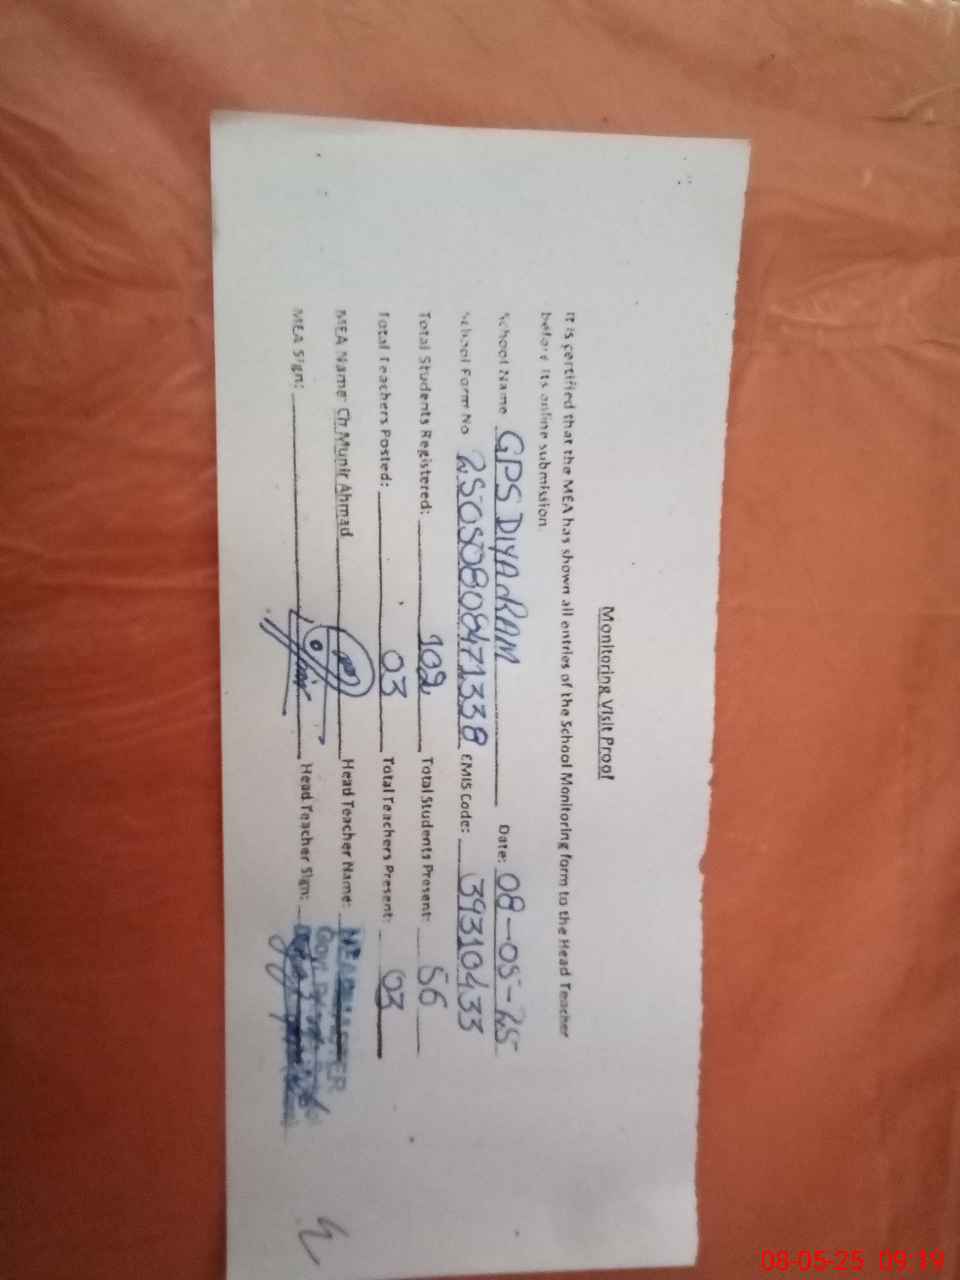 Monitoring Visit Proof
It is certified that the MEA has shown all entries of the School Monitoring form to the Head Teacher
before its online submission.
School Name GPS DIYA RAM Date: 08-05-25
School Form No 25050808471338 EMIS Code: 39310433
Total Students Registered: 102 Total Students Present: 56
Total Teachers Posted: 03 Total Teachers Present: 03
MEA Name: Ch Munir Ahmad Head Teacher Name:
MEA Sign: Head Teacher Sign:
08-05-25 09:19